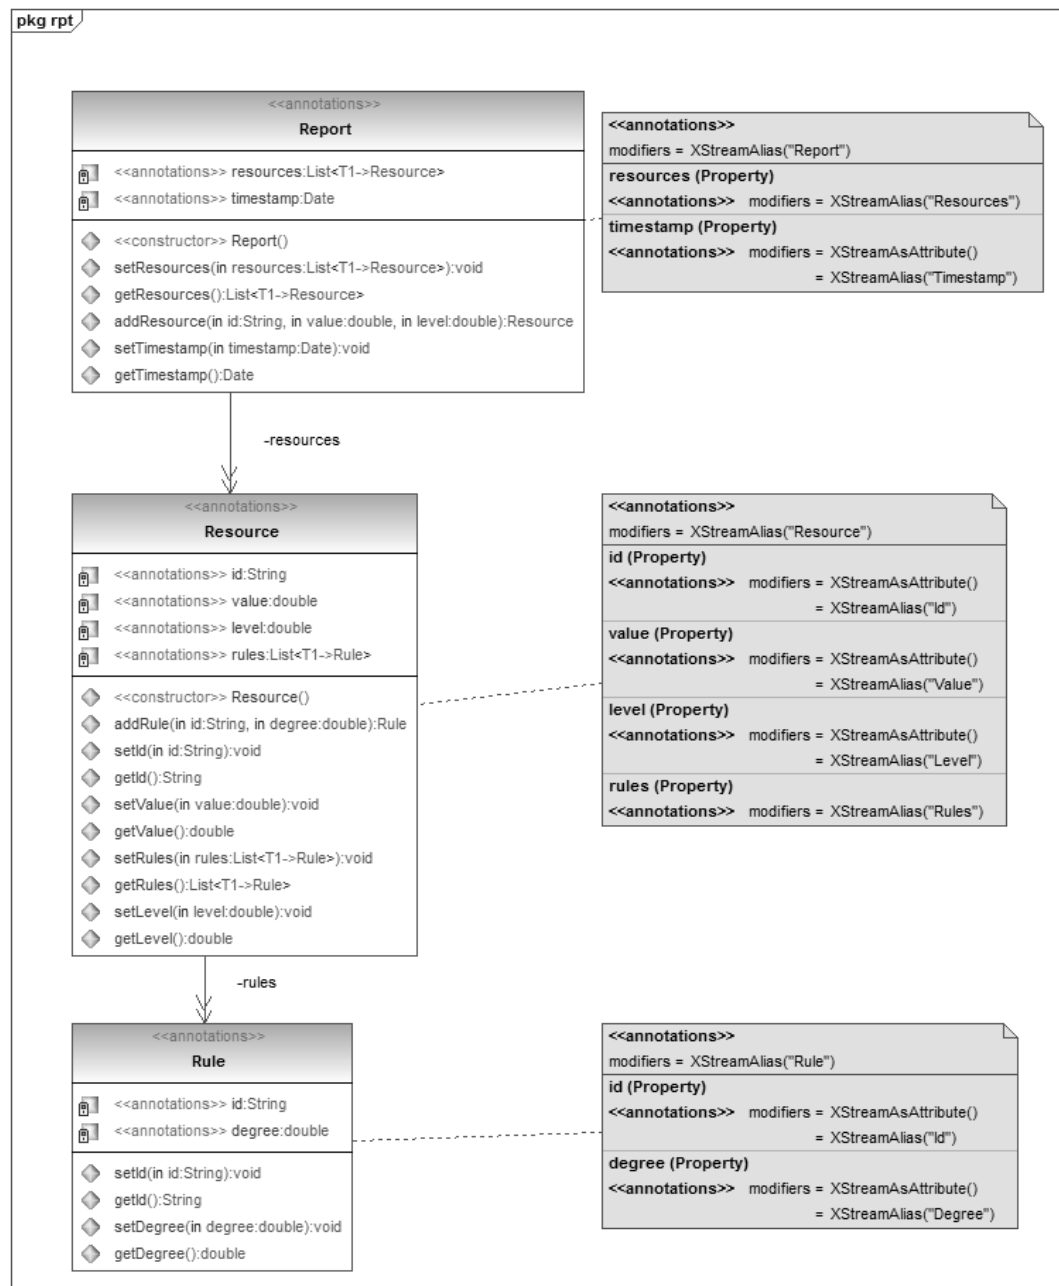 pkg rpt
<<annotations>>
Report
<<annotations>> resources:List<T1->Resource>
<<annotations>> timestamp:Date
<<constructor>> Report()
setResources(in resources:List<T1->Resource>):void
getResources():List<T1->Resource>
addResource(in id:String, in value:double, in level:double):Resource
setTimestamp(in timestamp:Date):void
getTimestamp():Date
<<annotations>>
modifiers = XStreamAlias("Report")
resources (Property)
<<annotations>> modifiers = XStreamAlias("Resources")
timestamp (Property)
<<annotations>> modifiers = XStreamAsAttribute()
= XStreamAlias("Timestamp")
-resources
<<annotations>>
Resource
<<annotations>> id:String
<<annotations>> value:double
<<annotations>> level:double
<<annotations>> rules:List<T1->Rule>
<<constructor>> Resource()
addRule(in id:String, in degree:double):Rule
setId(in id:String):void
getId():String
setValue(in value:double):void
getValue():double
setRules(in rules:List<T1->Rule>):void
getRules():List<T1->Rule>
setLevel(in level:double):void
getLevel():double
<<annotations>>
modifiers = XStreamAlias("Resource")
id (Property)
<<annotations>> modifiers = XStreamAsAttribute()
= XStreamAlias("Id")
value (Property)
<<annotations>> modifiers = XStreamAsAttribute()
= XStreamAlias("Value")
level (Property)
<<annotations>> modifiers = XStreamAsAttribute()
= XStreamAlias("Level")
rules (Property)
<<annotations>> modifiers = XStreamAlias("Rules")
-rules
<<annotations>>
Rule
<<annotations>> id:String
<<annotations>> degree:double
setId(in id:String):void
getId():String
setDegree(in degree:double):void
getDegree():double
<<annotations>>
modifiers = XStreamAlias("Rule")
id (Property)
<<annotations>> modifiers = XStreamAsAttribute()
= XStreamAlias("Id")
degree (Property)
<<annotations>> modifiers = XStreamAsAttribute()
= XStreamAlias("Degree")